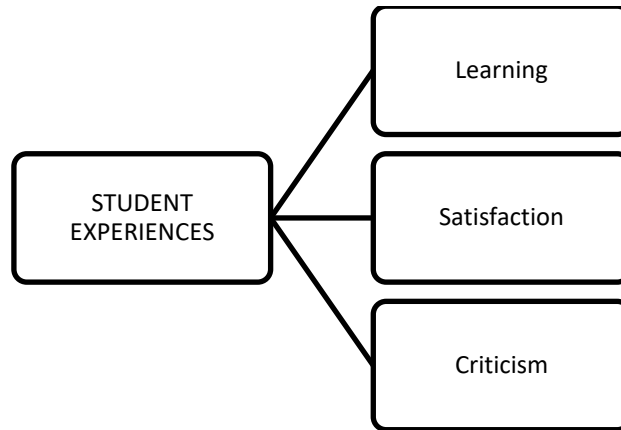 Learning
STUDENT
EXPERIENCES
Satisfaction
Criticism